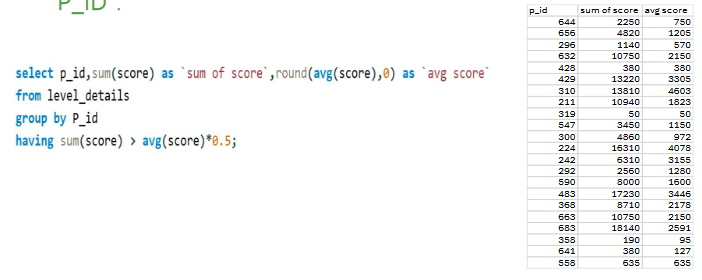 P_ID".
select p_id,sum(score) as `sum of score`,round(avg(score),0) as `avg score`
from level_details
group by P_id
having sum(score) > avg(score)*0.5;
p_id sum of score avg score
644 2250 750
656 4820 1205
296 1140 570
632 10750 2150
428 380 380
429 13220 3305
310 13810 4603
211 10940 1823
319 50 50
547 3450 1150
300 4860 972
224 16310 4078
242 6310 3155
292 2560 1280
590 8000 1600
483 17230 3446
368 8710 2178
663 10750 2150
683 18140 2591
358 190 95
641 380 127
558 635 635